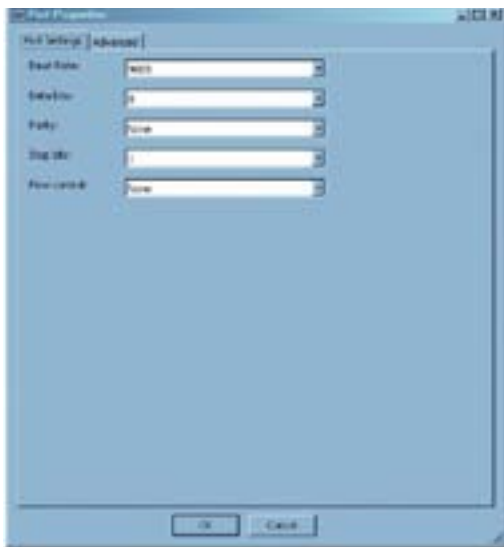 Port Properties
Port Settings Advanced
Baud Rate: 9600
Data bits: 8
Parity: None
Stop bits: 1
Flow control: None
OK Cancel